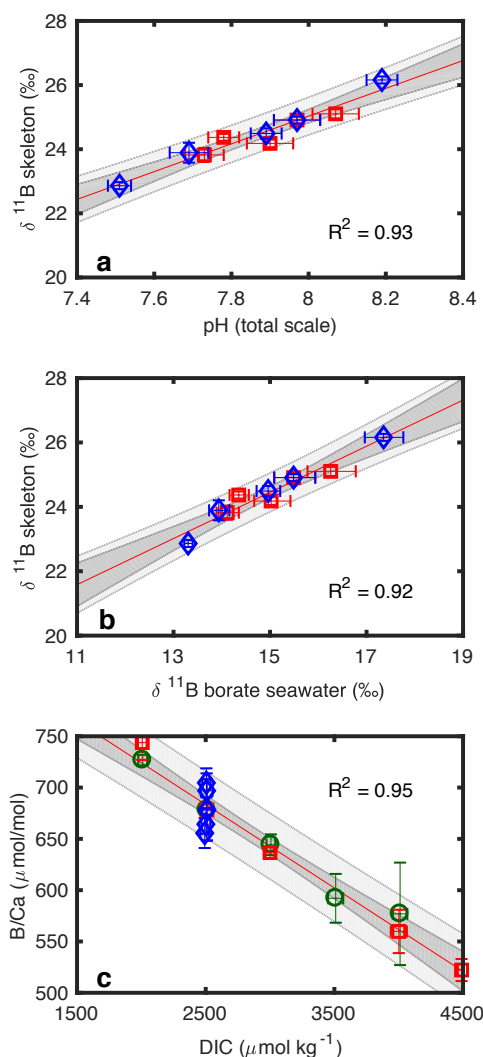 28
26
24
22
20
δ 11B skeleton (‰)
R2 = 0.93
a
7.4 7.6 7.8 8 8.2 8.4
pH (total scale)
28
26
24
22
20
δ 11B skeleton (‰)
R2 = 0.92
b
11 13 15 17 19
δ 11B borate seawater (‰)
750
700
650
600
550
500
B/Ca (μmol/mol)
R2 = 0.95
c
1500 2500 3500 4500
DIC (μmol kg-1)